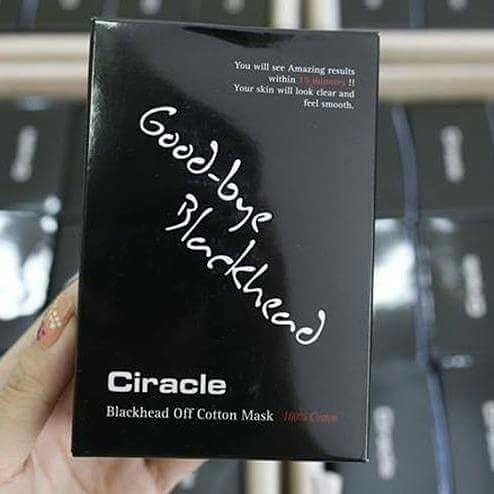 You will see Amazing results
within 15 minutes !!
Your skin will look clear and
feel smooth.
Good-bye
Blackhead
Ciracle
Blackhead Off Cotton Mask 100% Cotton